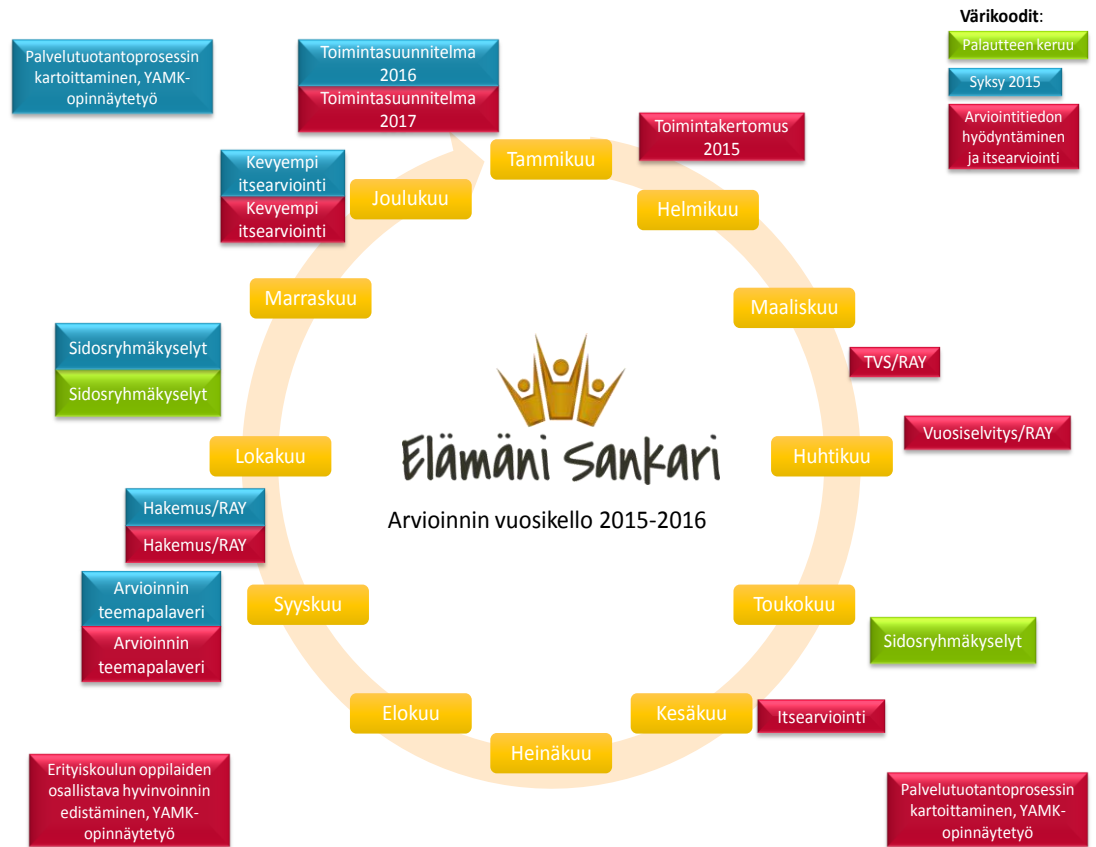 Värikoodit:
Palautteen keruu
Syksy 2015
Arviointitiedon
hyödyntäminen
ja itsearviointi
Palvelutuotantoprosessin
kartoittaminen, YAMK-
opinnäytetyö
Toimintasuunnitelma
2016
Toimintasuunnitelma
2017
Toimintakertomus
2015
Tammikuu
Kevyempi
itsearviointi
Kevyempi
itsearviointi
Joulukuu
Helmikuu
Marraskuu
Maaliskuu
Sidosryhmäkyselyt
Sidosryhmäkyselyt
TVS/RAY
Vuosiselvitys/RAY
Lokakuu
Elämäni Sankari
Huhtikuu
Arvioinnin vuosikello 2015-2016
Hakemus/RAY
Hakemus/RAY
Arvioinnin
teemapalaveri
Arvioinnin
teemapalaveri
Syyskuu
Toukokuu
Sidosryhmäkyselyt
Elokuu
Kesäkuu
Itsearviointi
Heinäkuu
Erityiskoulun oppilaiden
osallistava hyvinvoinnin
edistäminen, YAMK-
opinnäytetyö
Palvelutuotantoprosessin
kartoittaminen, YAMK-
opinnäytetyö